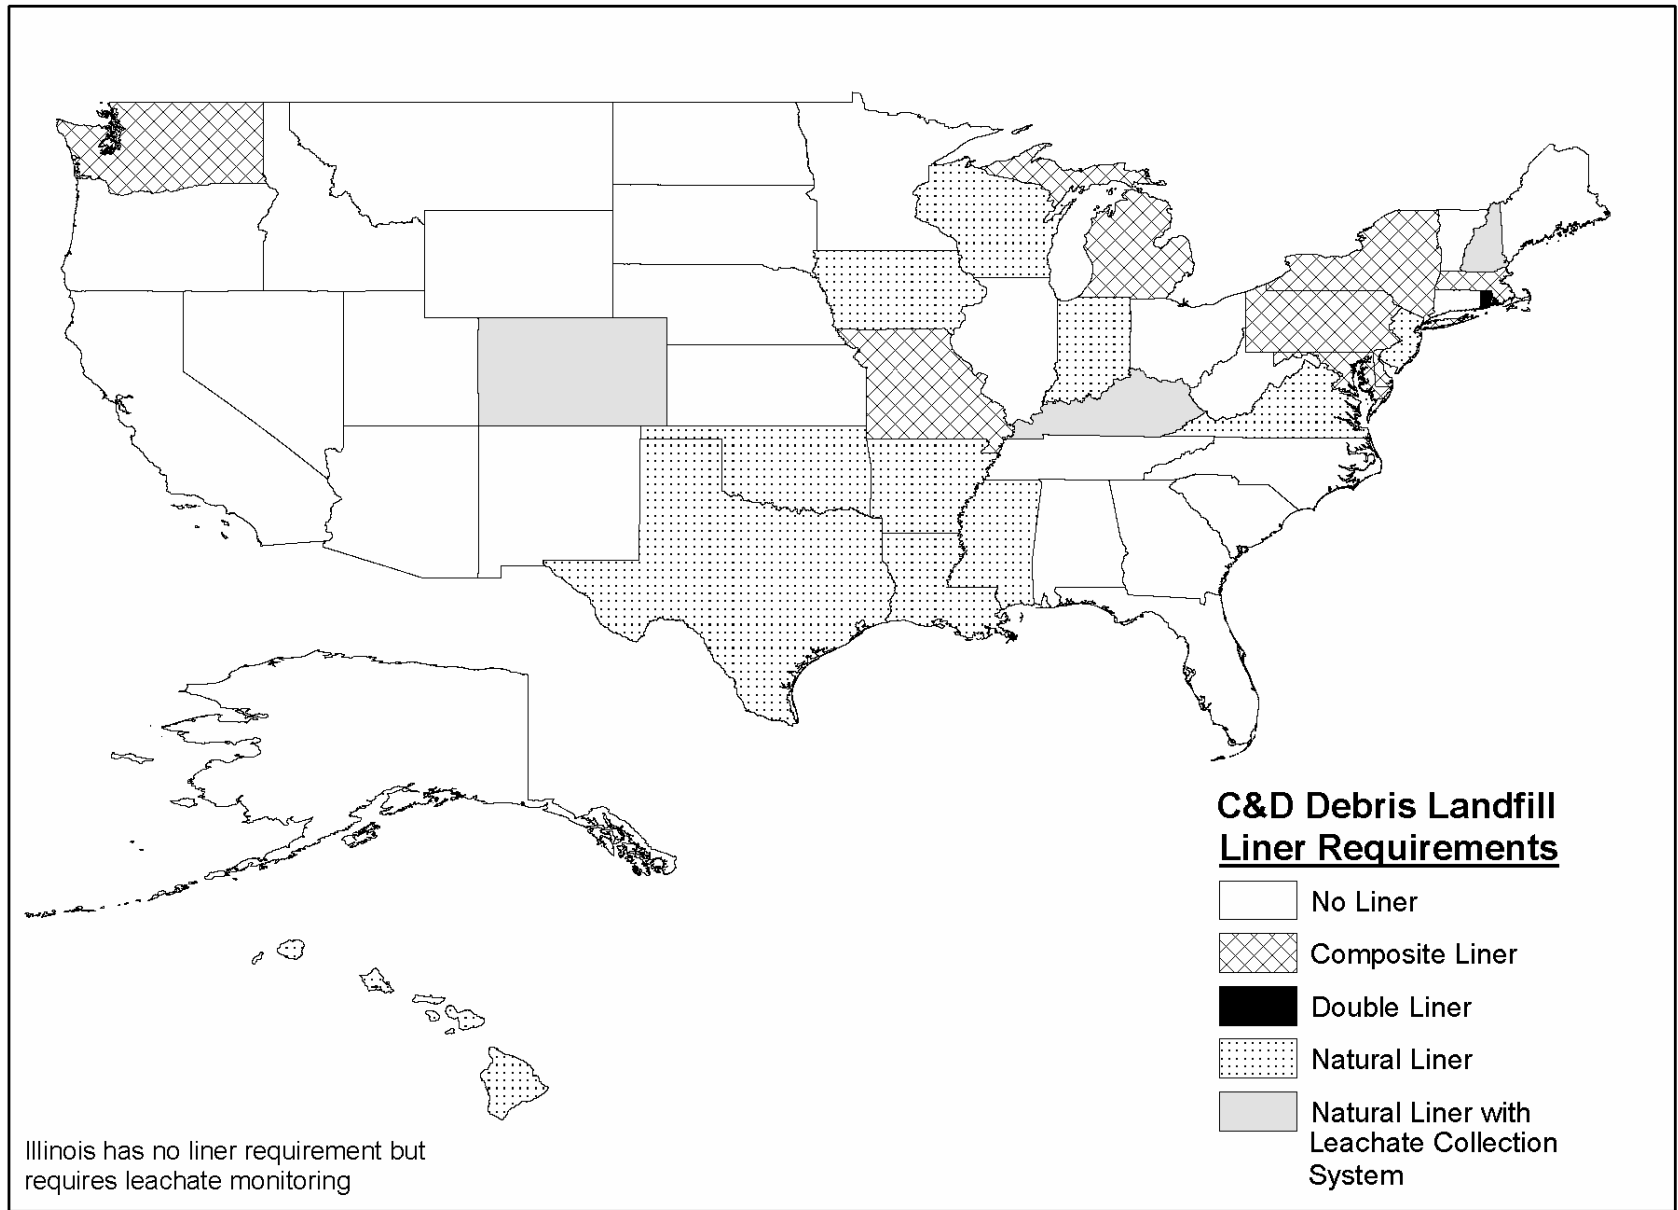 C&D Debris Landfill
Liner Requirements
No Liner
Composite Liner
Double Liner
Natural Liner
Natural Liner with
Leachate Collection
System
Illinois has no liner requirement but
requires leachate monitoring